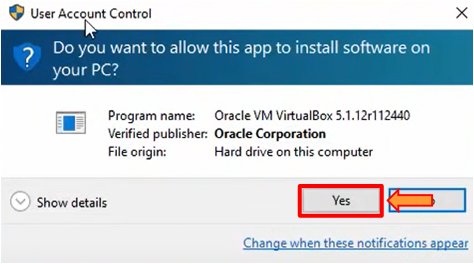 User Account Control
Do you want to allow this app to install software on
your PC?
Program name: Oracle VM VirtualBox 5.1.12r112440
Verified publisher: Oracle Corporation
File origin: Hard drive on this computer
Show details
Yes
Change when these notifications appear